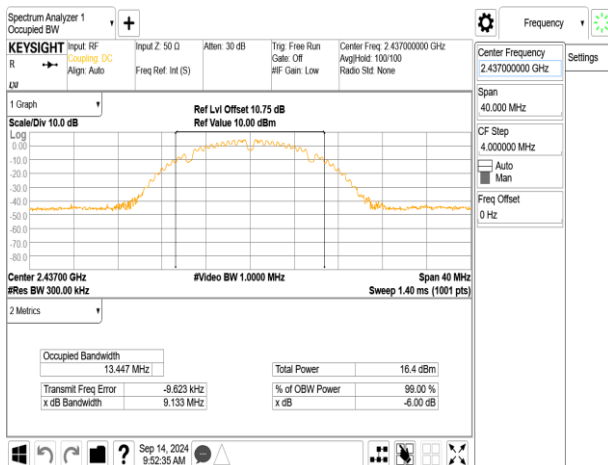 Spectrum Analyzer 1
Occupied BW
+
Frequency
KEYSIGHT
R
Input: RF
Coupling: DC
Align: Auto
Input Z: 50 Ω
Freq Ref: Int (S)
Atten: 30 dB
Trig: Free Run
Gate: Off
#IF Gain: Low
Center Freq: 2.437000000 GHz
Avg|Hold: 100/100
Radio Std: None
Center Frequency
2.437000000 GHz
Settings
Span
40.000 MHz
CF Step
4.000000 MHz
Auto
Man
Freq Offset
0 Hz
1 Graph
Scale/Div 10.0 dB
Ref Lvl Offset 10.75 dB
Ref Value 10.00 dBm
Log
0.00
-10.0
-20.0
-30.0
-40.0
-50.0
-60.0
-70.0
-80.0
Center 2.43700 GHz
#Res BW 300.00 kHz
#Video BW 1.0000 MHz
Span 40 MHz
Sweep 1.40 ms (1001 pts)
2 Metrics
Occupied Bandwidth
13.447 MHz
Transmit Freq Error -9.623 kHz
x dB Bandwidth 9.133 MHz
Total Power 16.4 dBm
% of OBW Power 99.00 %
x dB -6.00 dB
?
Sep 14, 2024
9:52:35 AM